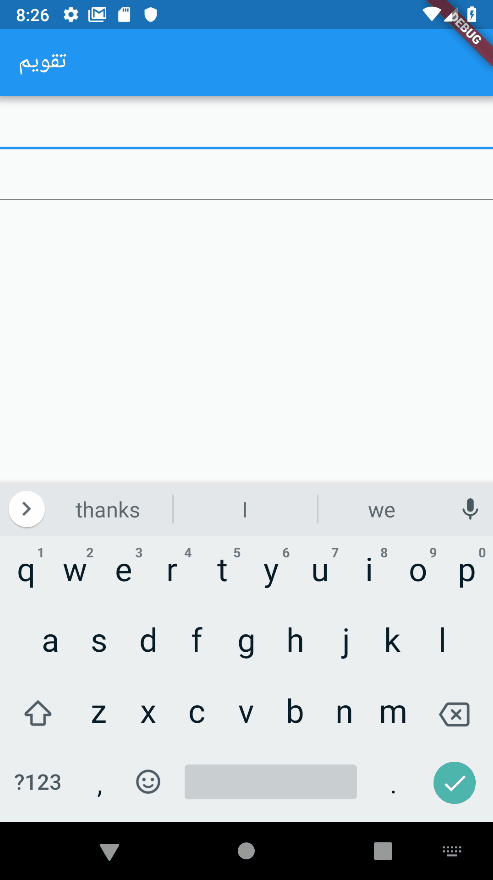 8:26
DEBUG
تقويم
thanks I we
1 2 3 4 5 6 7 8 9 0
q w e r t y u i o p
a s d f g h j k l
z x c v b n m
?123 , .